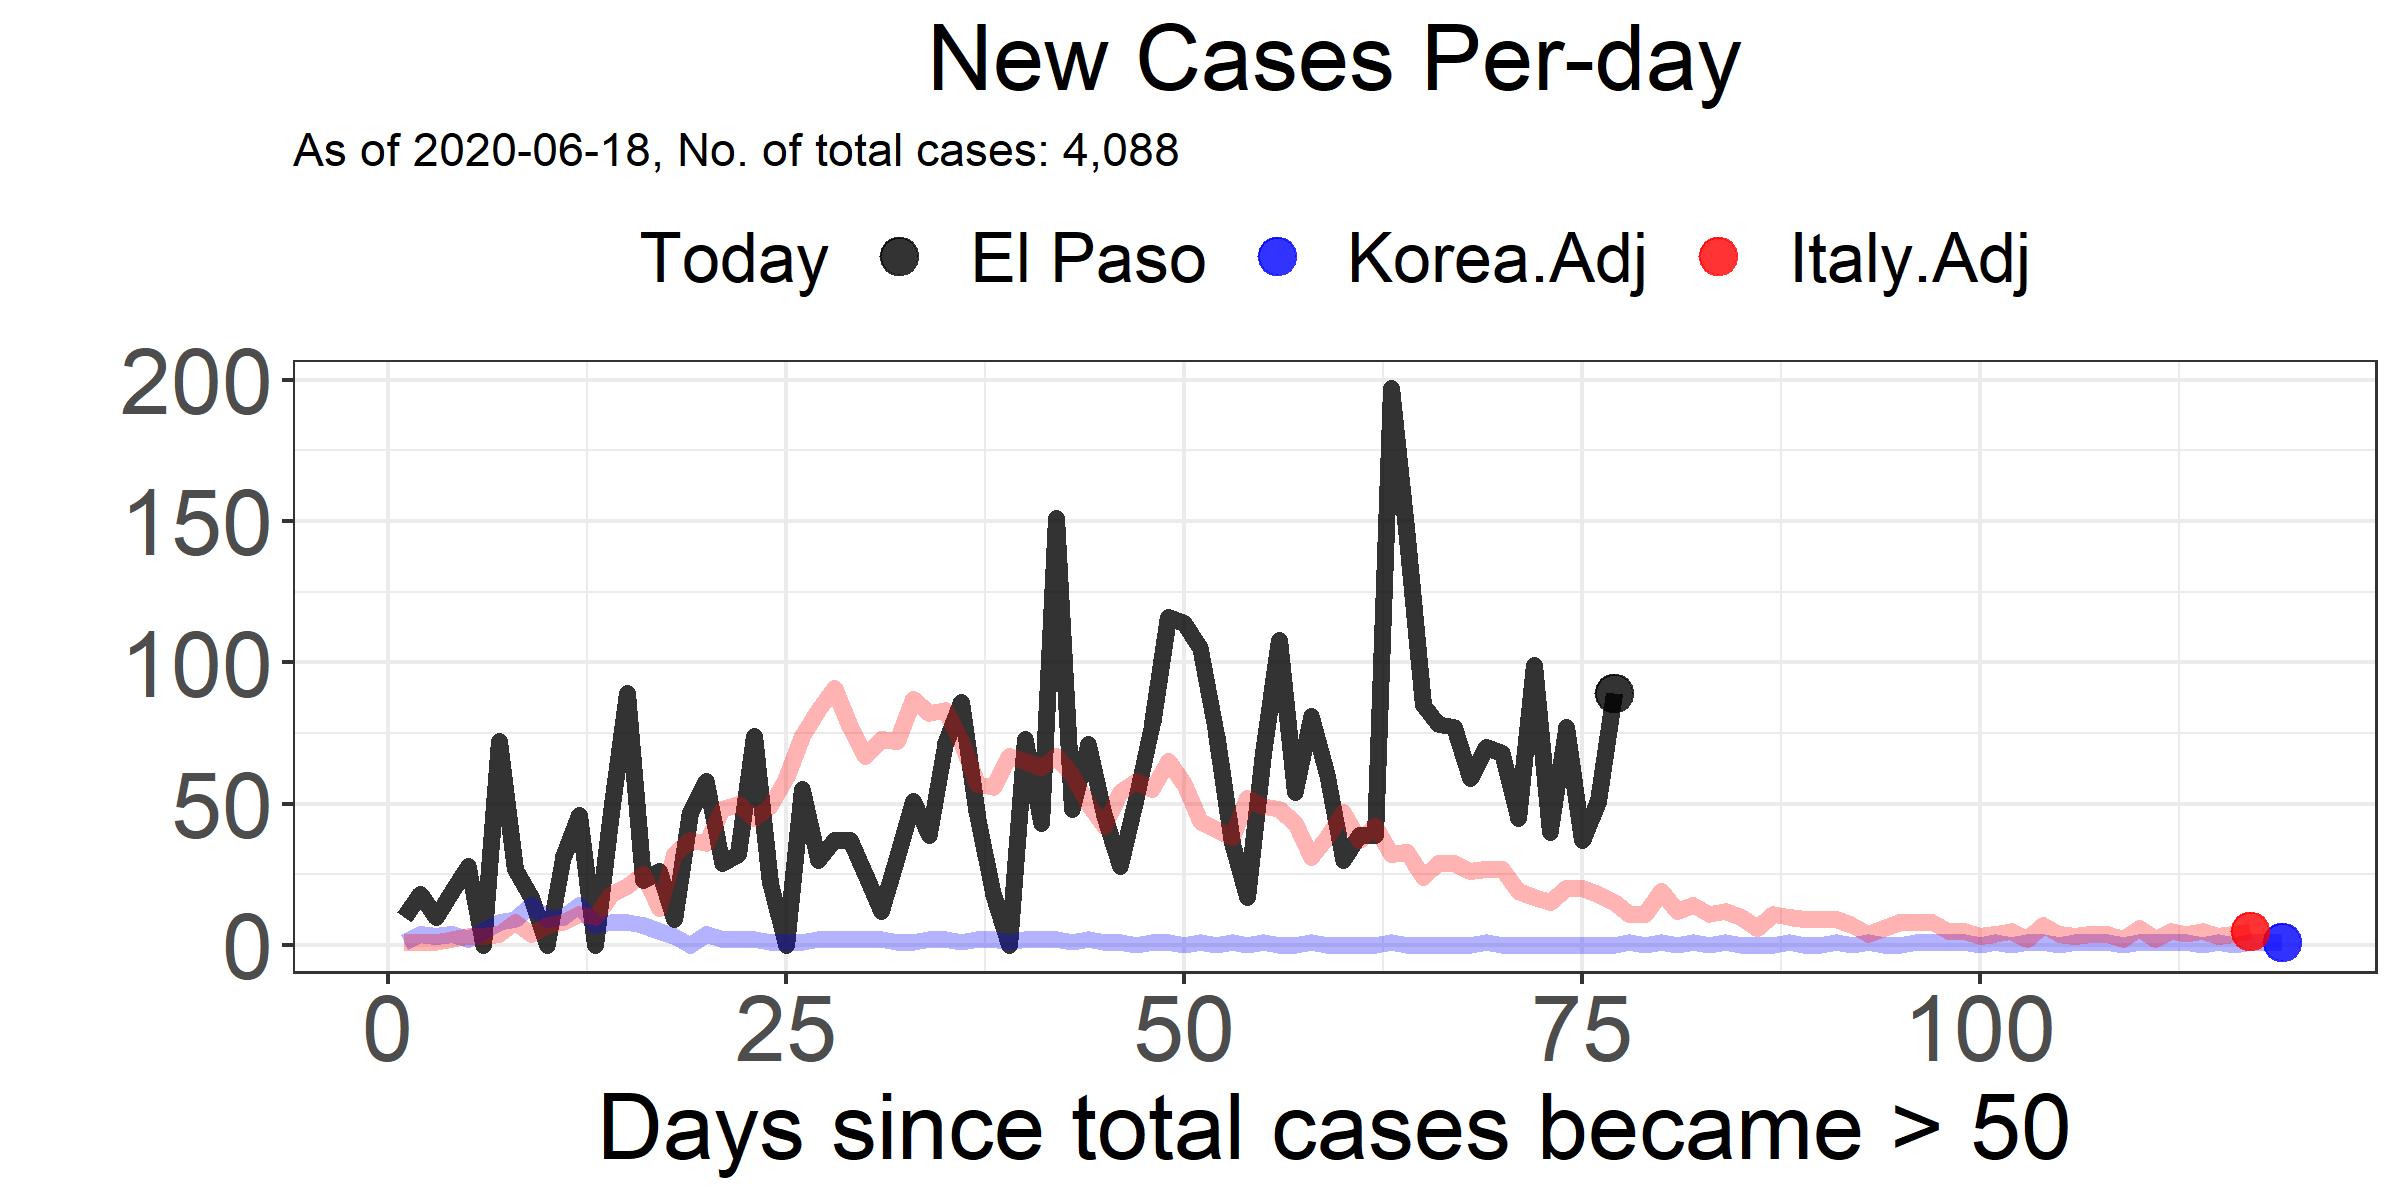 New Cases Per-day
As of 2020-06-18, No. of total cases: 4,088
Today El Paso Korea.Adj Italy.Adj
200
150
100
50
0
0 25 50 75 100
Days since total cases became > 50